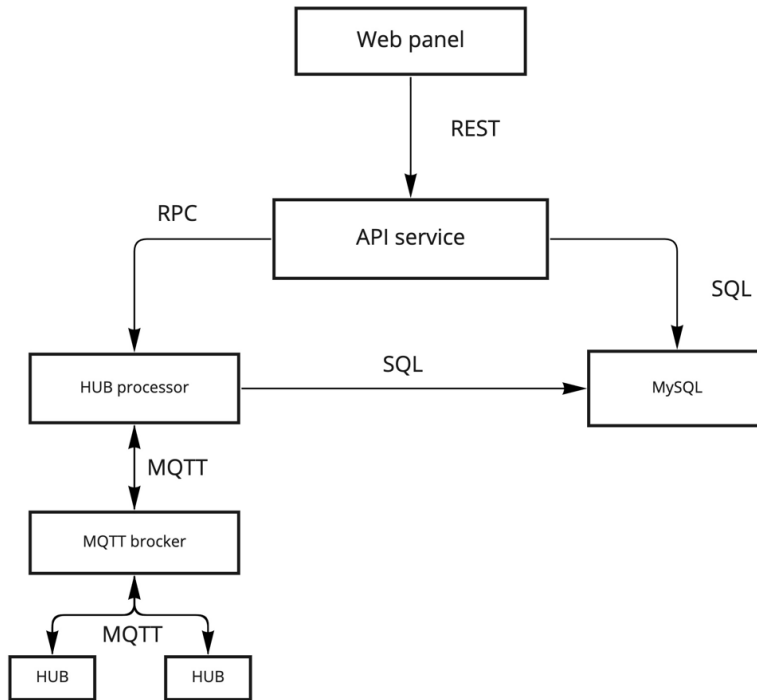 Web panel
REST
API service
RPC
SQL
HUB processor
SQL
MySQL
MQTT
MQTT brocker
MQTT
HUB
HUB